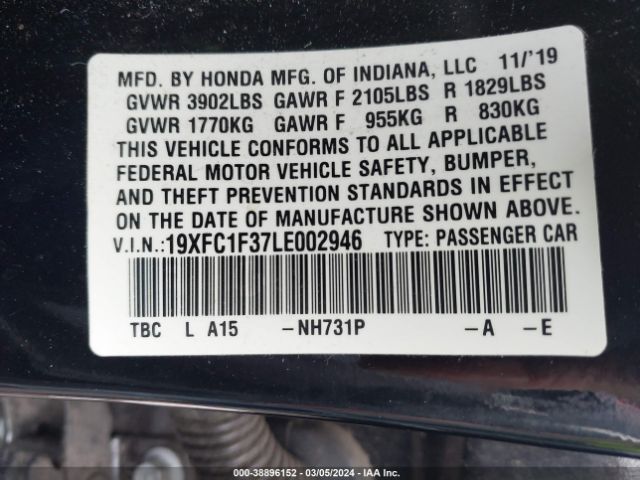 MFD. BY HONDA MFG. OF INDIANA, LLC 11/'19
GVWR 3902LBS GAWR F 2105LBS R 1829LBS
GVWR 1770KG GAWR F 955KG R 830KG
THIS VEHICLE CONFORMS TO ALL APPLICABLE
FEDERAL MOTOR VEHICLE SAFETY, BUMPER,
AND THEFT PREVENTION STANDARDS IN EFFECT
ON THE DATE OF MANUFACTURE SHOWN ABOVE.
V.I.N.:19XFC1F37LE002946 TYPE: PASSENGER CAR
TBC L A15 -NH731P -A -E
000-38896152 — 03/05/2024 — IAA Inc.